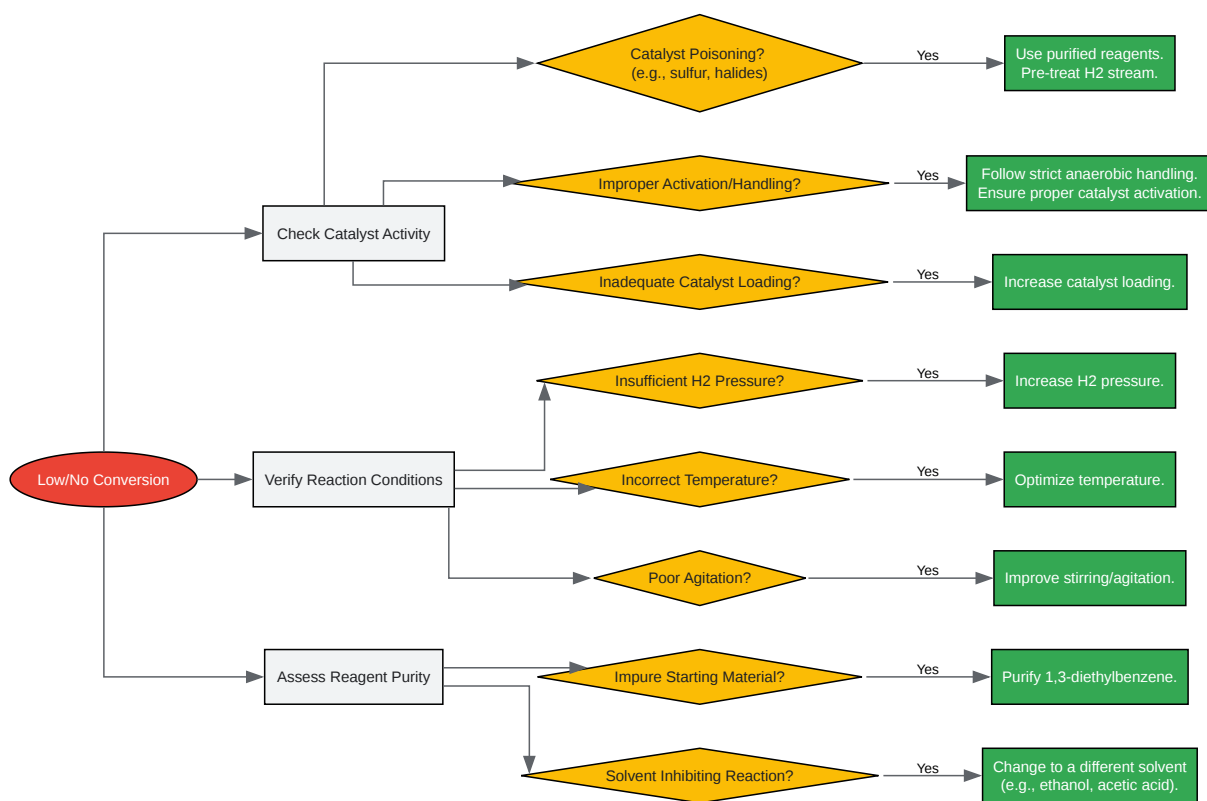 Catalyst Poisoning?
(e.g., sulfur, halides)
Yes
Use purified reagents.
Pre-treat H2 stream.
Improper Activation/Handling?
Yes
Follow strict anaerobic handling.
Ensure proper catalyst activation.
Check Catalyst Activity
Inadequate Catalyst Loading?
Yes
Increase catalyst loading.
Insufficient H2 Pressure?
Yes
Increase H2 pressure.
Low/No Conversion
Verify Reaction Conditions
Incorrect Temperature?
Yes
Optimize temperature.
Poor Agitation?
Yes
Improve stirring/agitation.
Assess Reagent Purity
Impure Starting Material?
Yes
Purify 1,3-diethylbenzene.
Solvent Inhibiting Reaction?
Yes
Change to a different solvent
(e.g., ethanol, acetic acid).